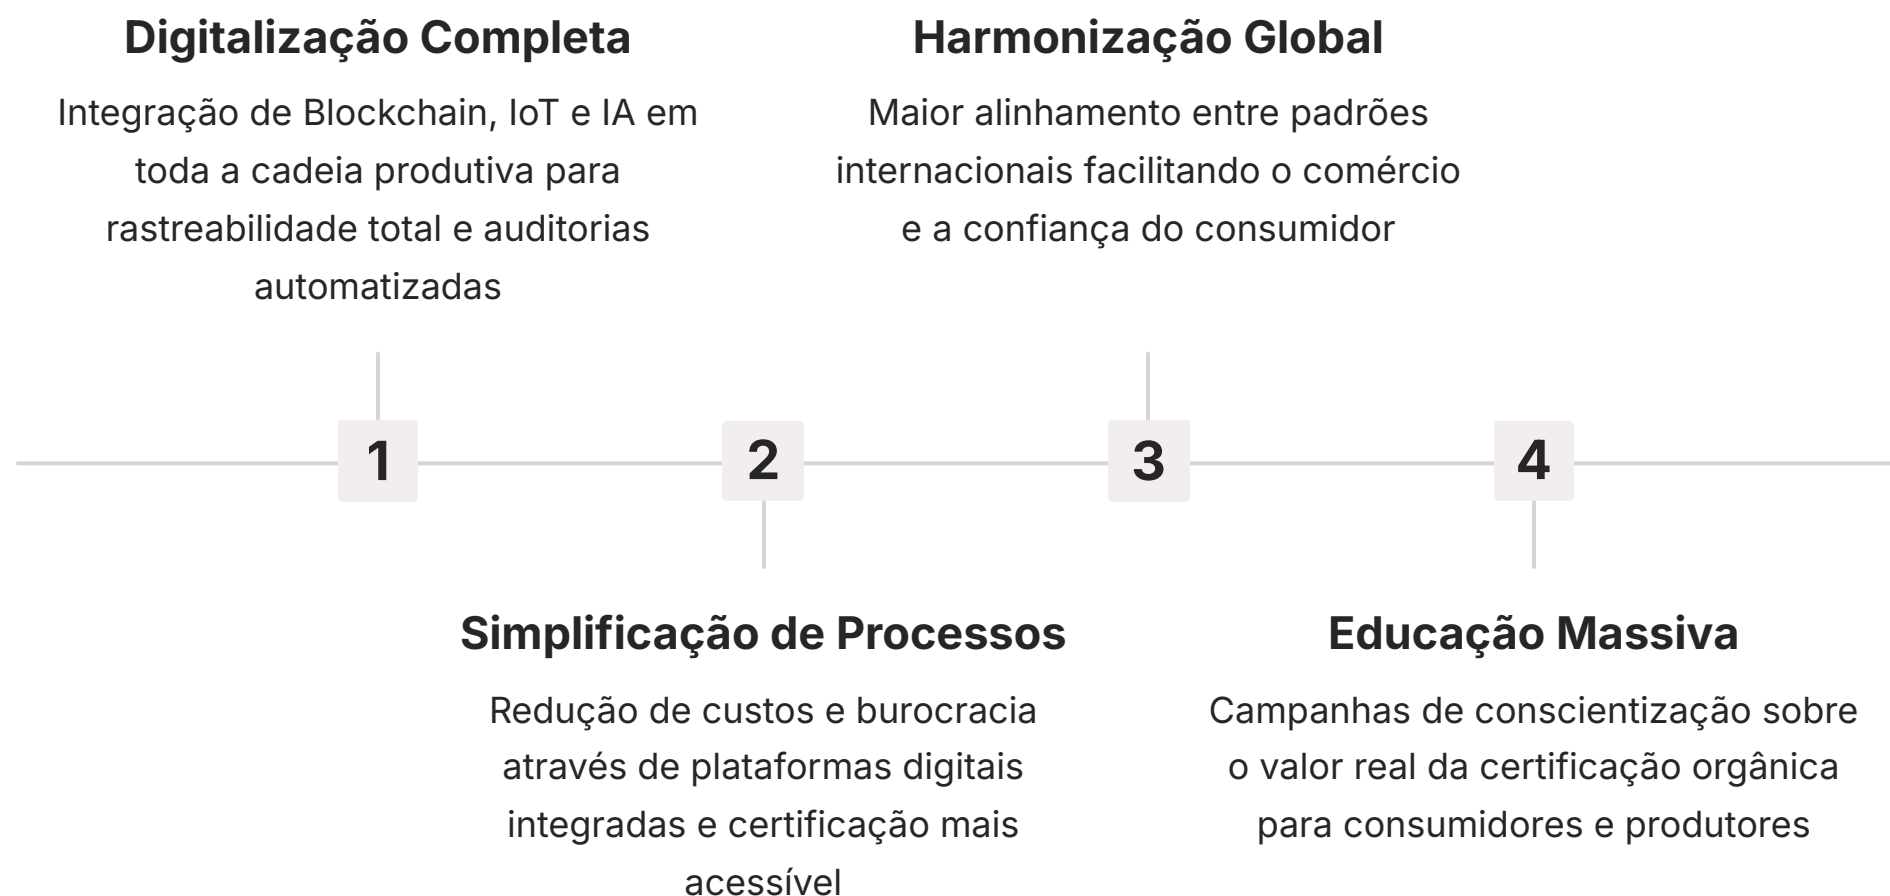 Digitalização Completa
Integração de Blockchain, IoT e IA em
toda a cadeia produtiva para
rastreabilidade total e auditorias
automatizadas
Harmonização Global
Maior alinhamento entre padrões
internacionais facilitando o comércio
e a confiança do consumidor
1
2
3
4
Simplificação de Processos
Redução de custos e burocracia
através de plataformas digitais
integradas e certificação mais
acessível
Educação Massiva
Campanhas de conscientização sobre
o valor real da certificação orgânica
para consumidores e produtores